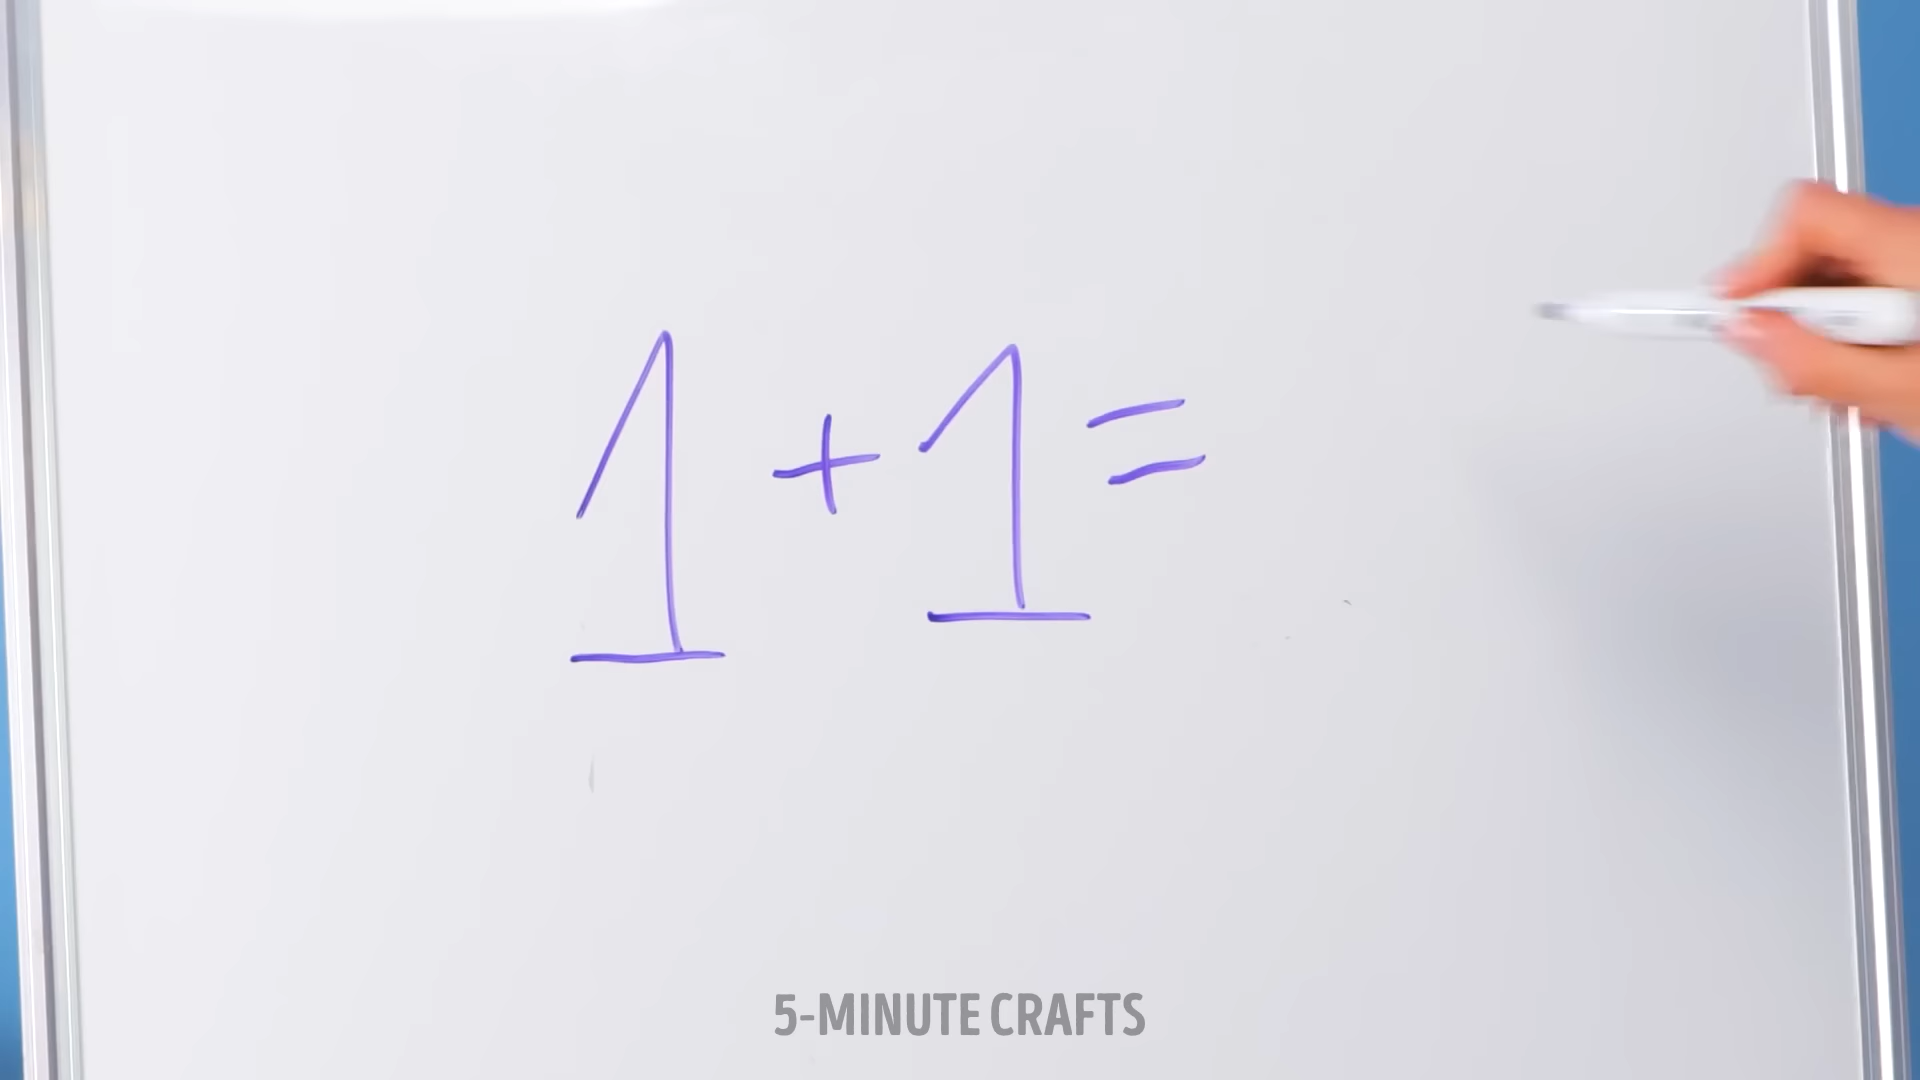 1 + 1 =
5-MINUTE CRAFTS